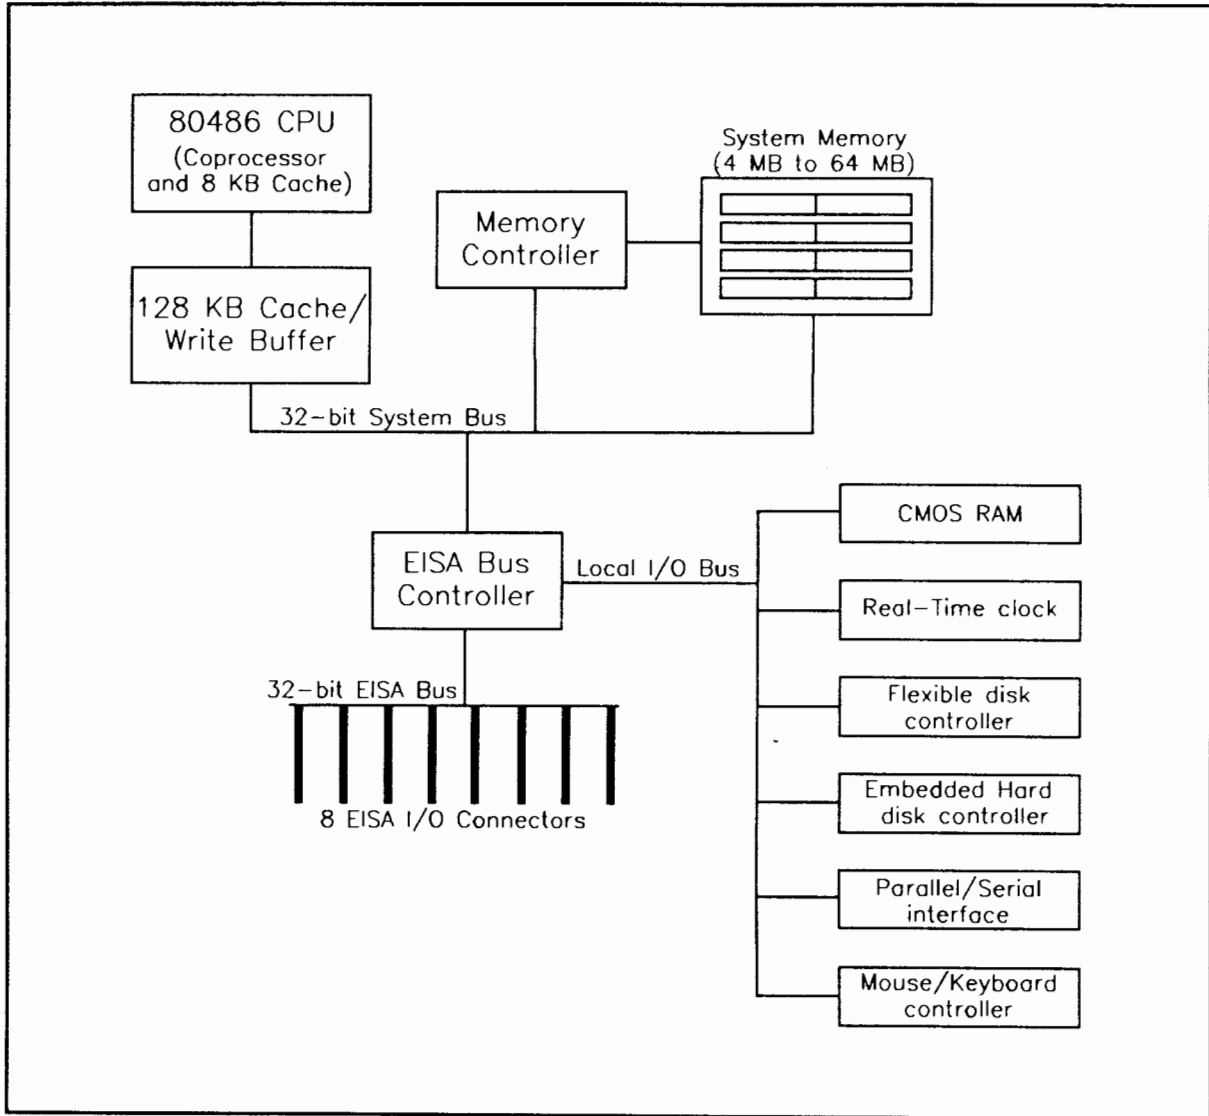 80486 CPU
(Coprocessor
and 8 KB Cache)
System Memory
(4 MB to 64 MB)
Memory
Controller
128 KB Cache/
Write Buffer
32-bit System Bus
EISA Bus
Controller
Local I/O Bus
32-bit EISA Bus
8 EISA I/O Connectors
CMOS RAM
Real-Time clock
Flexible disk
controller
Embedded Hard
disk controller
Parallel/Serial
interface
Mouse/Keyboard
controller